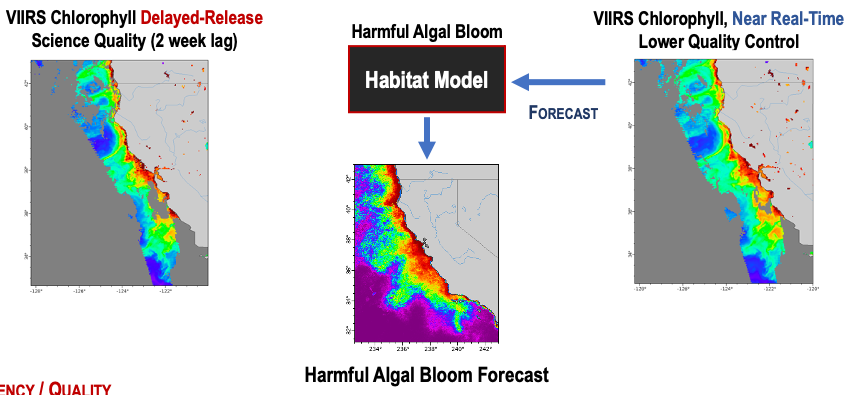 VIIRS Chlorophyll Delayed-Release
Science Quality (2 week lag)
Harmful Algal Bloom
Habitat Model
VIIRS Chlorophyll, Near Real-Time
Lower Quality Control
FORECAST
-126°
-124°
-122°
234°
236°
238°
240°
242°
-126°
-124°
-122°
-120°
Harmful Algal Bloom Forecast
ENCY / QUALITY